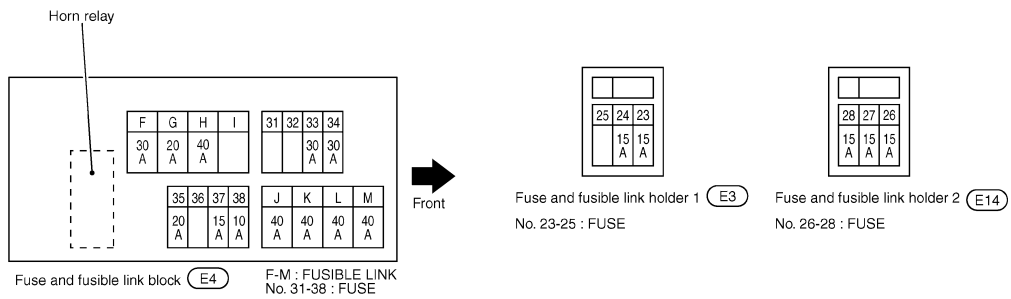 Horn relay
F G H I 31 32 33 34
30 A 20 A 40 A 30 A 30 A
35 36 37 38 J K L M
20 A 15 A 10 A 40 A 40 A 40 A 40 A
Fuse and fusible link block E4
F-M : FUSIBLE LINK
No. 31-38 : FUSE
Front
25 24 23
15 A 15 A
Fuse and fusible link holder 1 E3
No. 23-25 : FUSE
28 27 26
15 A 15 A 15 A
Fuse and fusible link holder 2 E14
No. 26-28 : FUSE